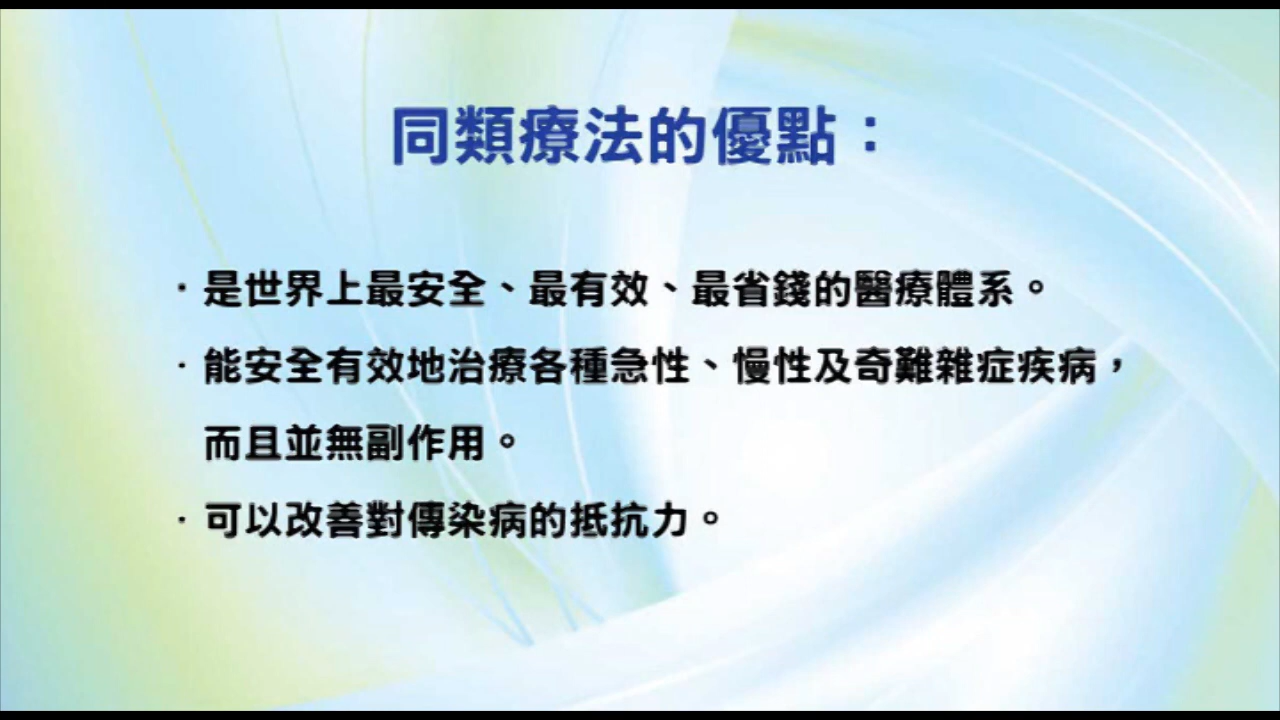 同類療法的優點：
·是世界上最安全、最有效、最省錢的醫療體系。
·能安全有效地治療各種急性、慢性及奇難雜症疾病，
而且並無副作用。
·可以改善對傳染病的抵抗力。